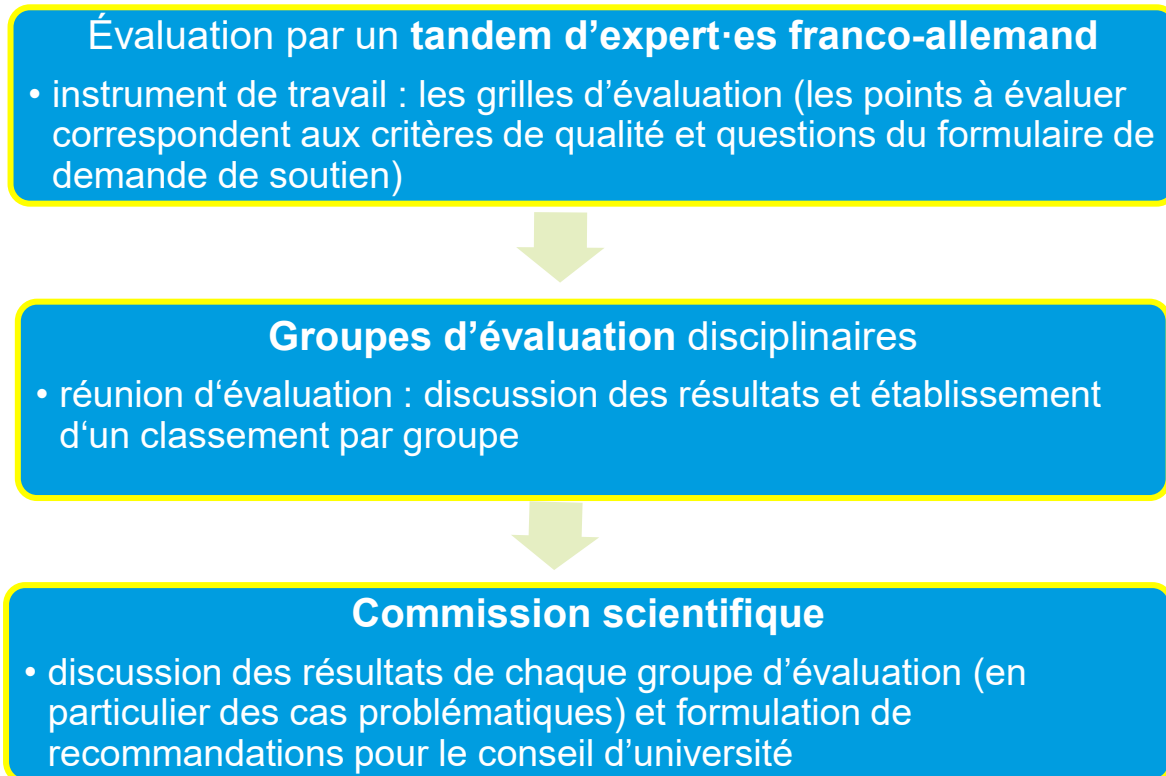 Évaluation par un tandem d’expert·es franco-allemand
• instrument de travail : les grilles d’évaluation (les points à évaluer
correspondent aux critères de qualité et questions du formulaire de
demande de soutien)
Groupes d’évaluation disciplinaires
• réunion d‘évaluation : discussion des résultats et établissement
d‘un classement par groupe
Commission scientifique
• discussion des résultats de chaque groupe d’évaluation (en
particulier des cas problématiques) et formulation de
recommandations pour le conseil d’université